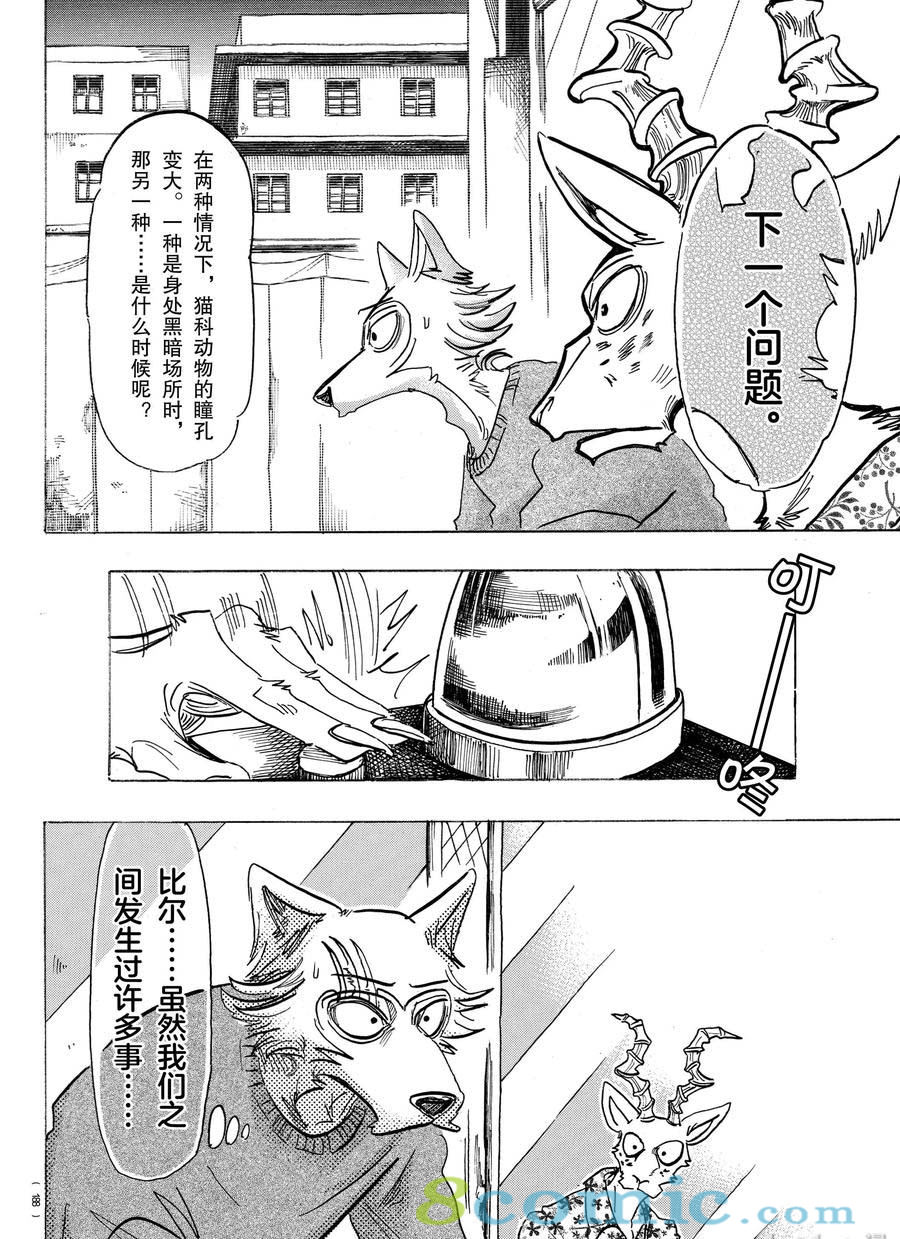 下一个问题。
在两种情况下，猫科动物的瞳孔
变大。一种是身处黑暗场所时，
那另一种……是什么时候呢？
叮
咚
比尔……虽然我们之
间发生过许多事……
( 188 )
8comic.com